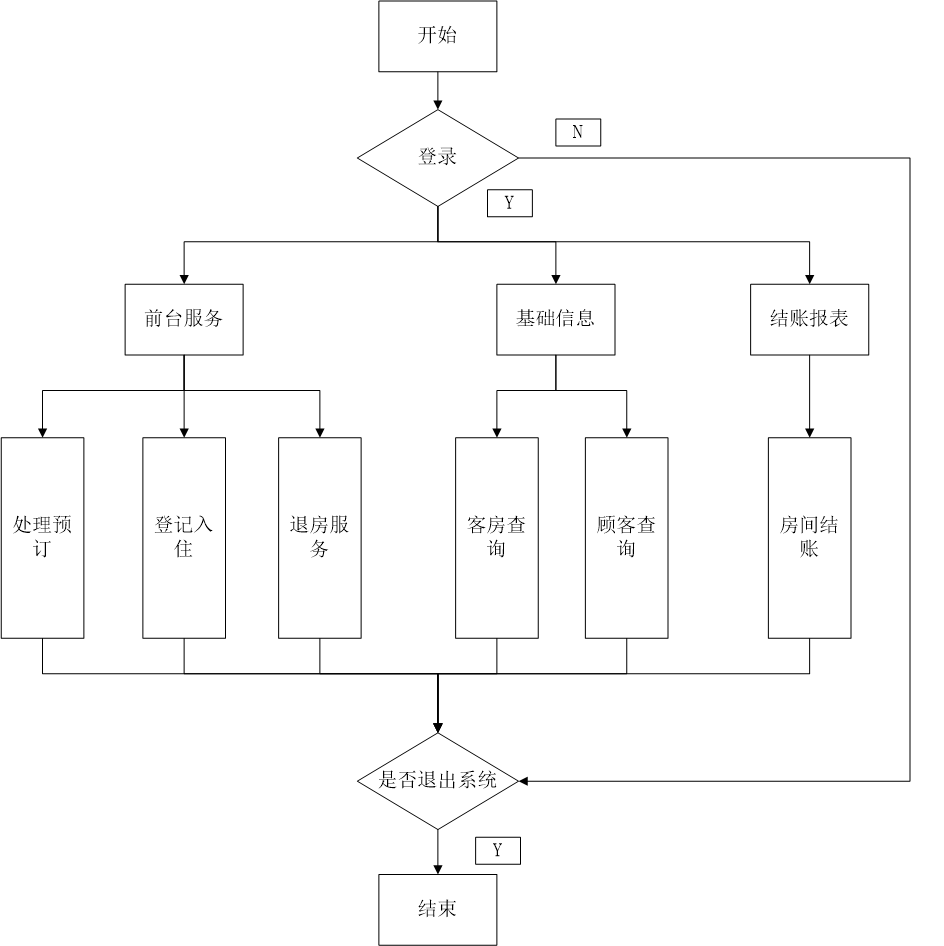 开始
登录
N
Y
前台服务
基础信息
结账报表
处理预
订
登记入
住
退房服
务
客房查
询
顾客查
询
房间结
账
是否退出系统
Y
结束